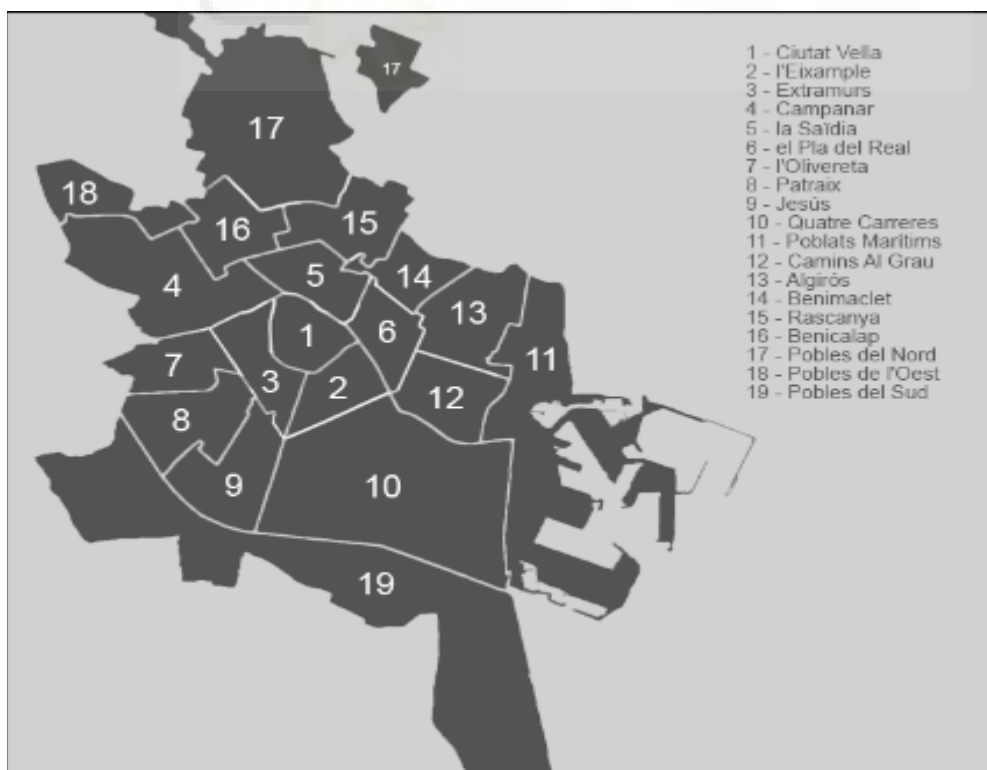 17
17
18
16
15
4
5
14
13
6
1
11
7
3
2
12
8
9
10
19
1 - Ciutat Vella
2 - l'Eixample
3 - Extramurs
4 - Campanar
5 - la Saïdia
6 - el Pla del Real
7 - l'Olivereta
8 - Patraix
9 - Jesús
10 - Quatre Carreres
11 - Poblats Marítims
12 - Camins Al Grau
13 - Algirós
14 - Benimaclet
15 - Rascanya
16 - Benicalap
17 - Pobles del Nord
18 - Pobles de l'Oest
19 - Pobles del Sud